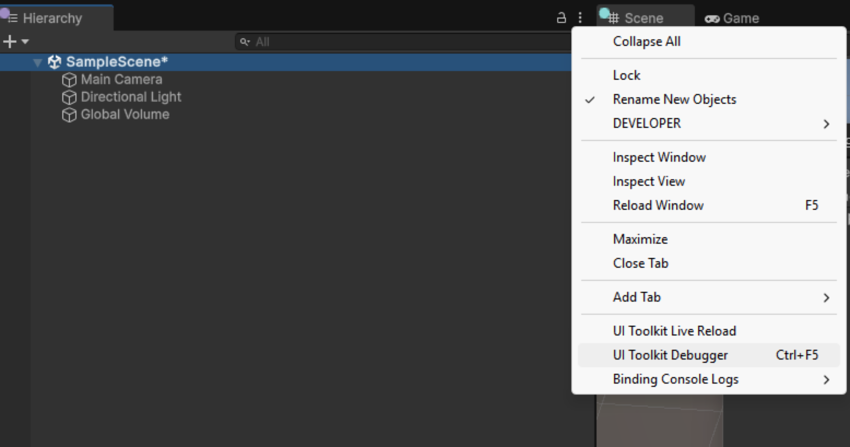 Hierarchy
Scene
Game
All
SampleScene*
Main Camera
Directional Light
Global Volume
Collapse All
Lock
Rename New Objects
DEVELOPER
Inspect Window
Inspect View
Reload Window F5
Maximize
Close Tab
Add Tab
UI Toolkit Live Reload
UI Toolkit Debugger Ctrl+F5
Binding Console Logs